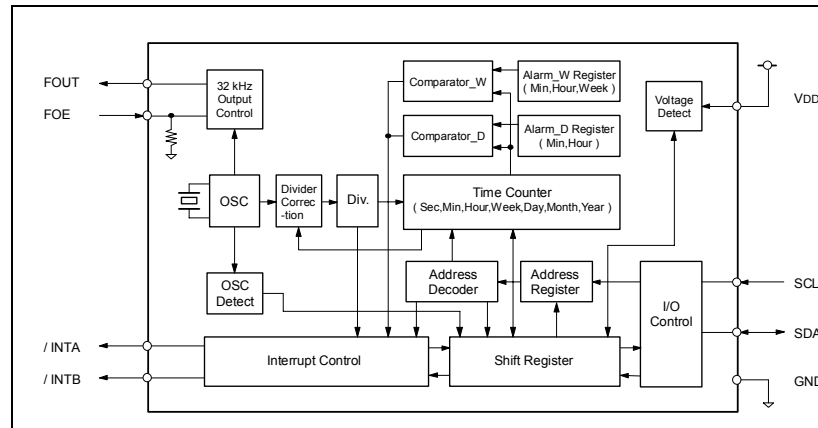 FOUT
FOE
32 kHz
Output
Control
Comparator_W
Alarm_W Register
( Min,Hour,Week)
Comparator_D
Alarm_D Register
( Min,Hour)
Voltage
Detect
VDD
OSC
Divider
Correc
-tion
Div.
Time Counter
( Sec,Min,Hour,Week,Day,Month,Year)
OSC
Detect
Address
Decoder
Address
Register
I/O
Control
SCL
SDA
GND
/ INTA
/ INTB
Interrupt Control
Shift Register